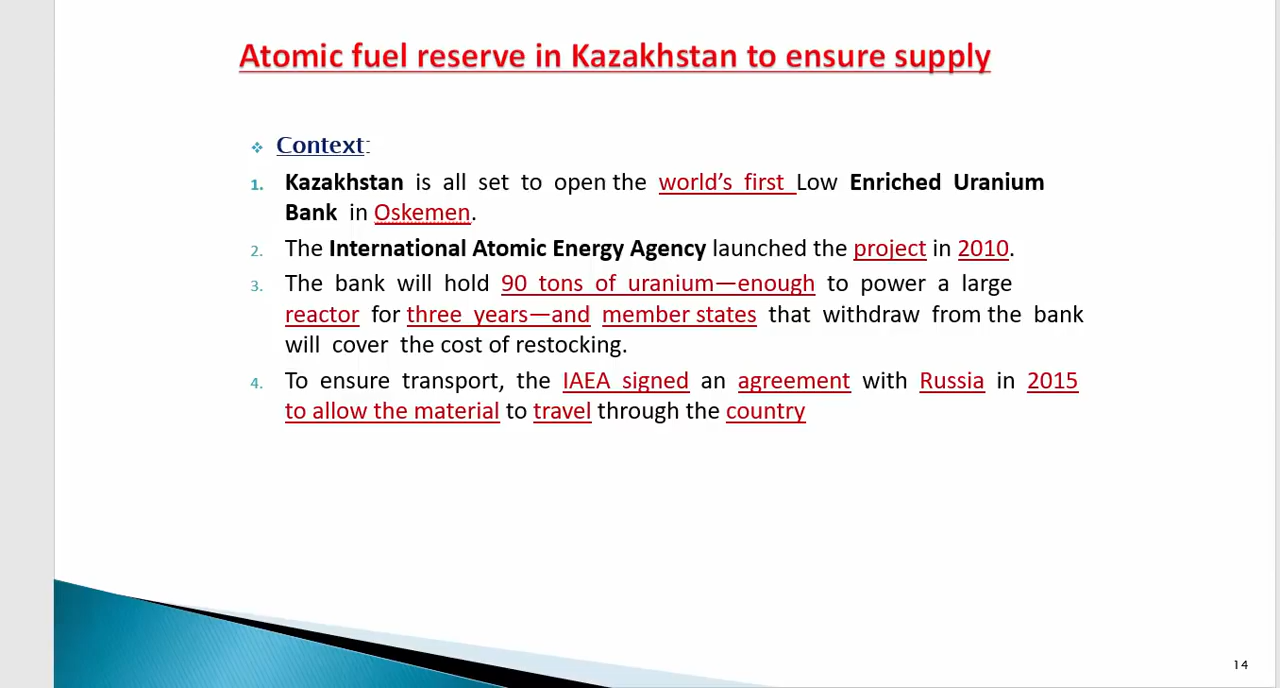 Atomic fuel reserve in Kazakhstan to ensure supply
❖ Context:
1. Kazakhstan is all set to open the world's first Low Enriched Uranium
Bank in Oskemen.
2. The International Atomic Energy Agency launched the project in 2010.
3. The bank will hold 90 tons of uranium—enough to power a large
reactor for three years—and member states that withdraw from the bank
will cover the cost of restocking.
4. To ensure transport, the IAEA signed an agreement with Russia in 2015
to allow the material to travel through the country
14